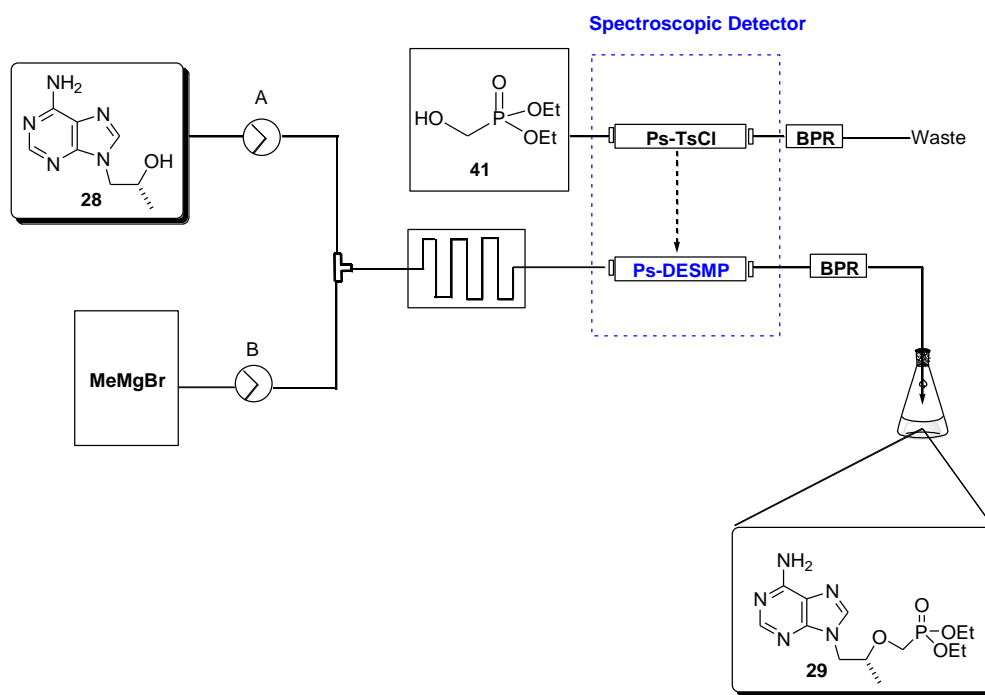 Spectroscopic Detector
NH2
N
N
N
N
OH
28
A
O
HO
P
OEt
OEt
41
Ps-TsCl
BPR
Waste
MeMgBr
B
Ps-DESMP
BPR
NH2
N
N
N
N
O
O
P
OEt
OEt
29